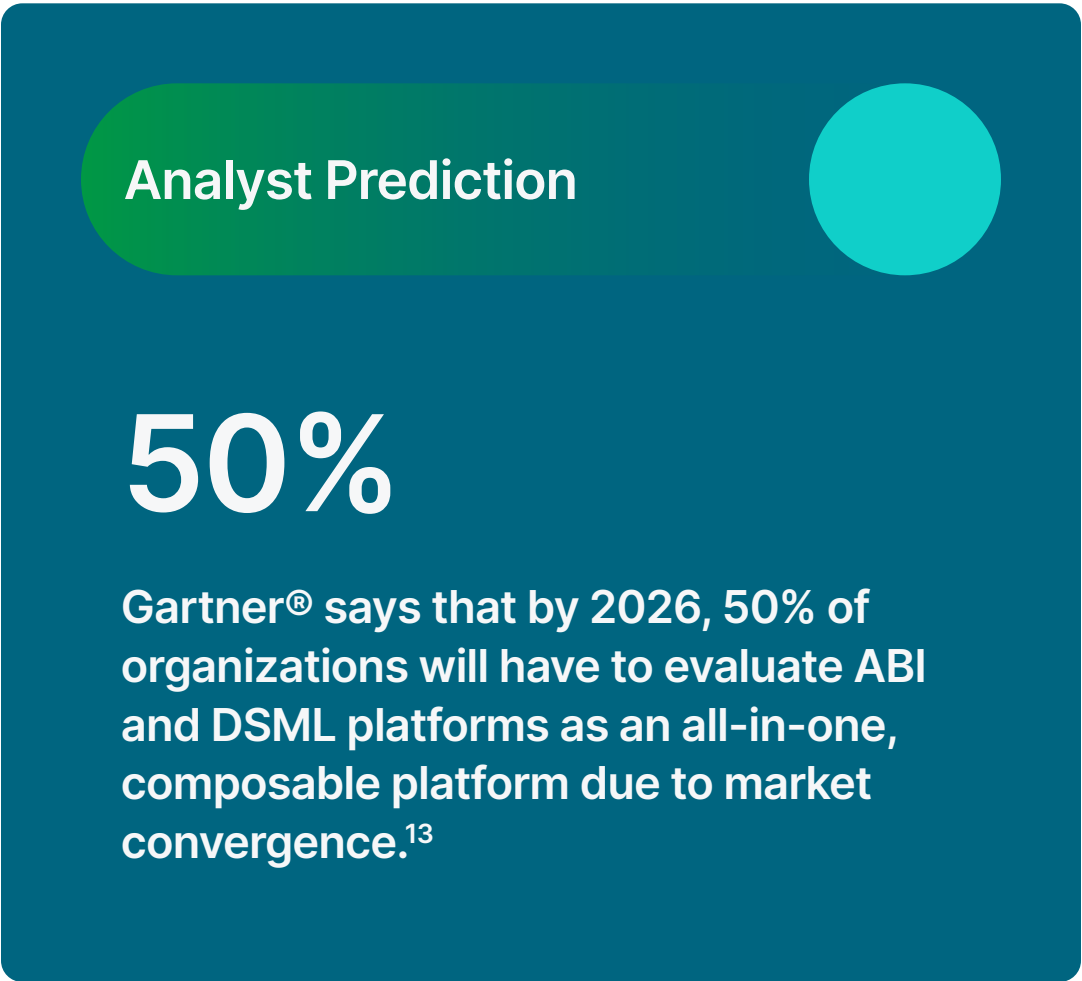 Analyst Prediction
50%
Gartner® says that by 2026, 50% of
organizations will have to evaluate ABI
and DSML platforms as an all-in-one,
composable platform due to market
convergence.¹³